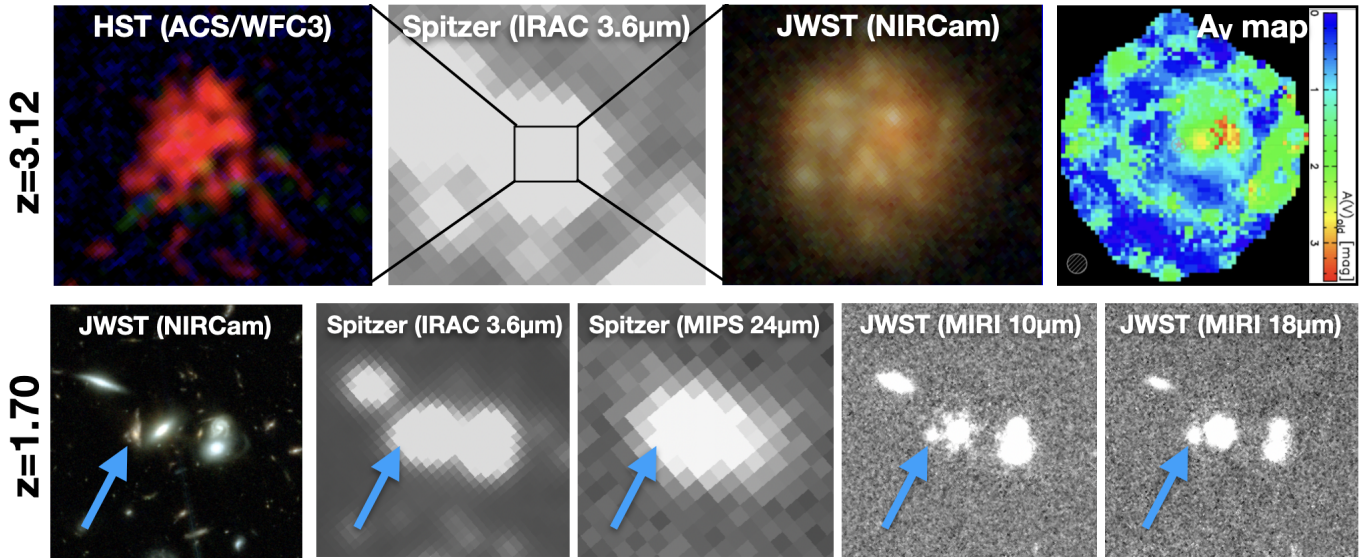 HST (ACS/WFC3)
Spitzer (IRAC 3.6µm)
JWST (NIRCam)
Av map
z=3.12
0
1
2
3
A(V)old [mag]
JWST (NIRCam)
Spitzer (IRAC 3.6µm)
Spitzer (MIPS 24µm)
JWST (MIRI 10µm)
JWST (MIRI 18µm)
z=1.70